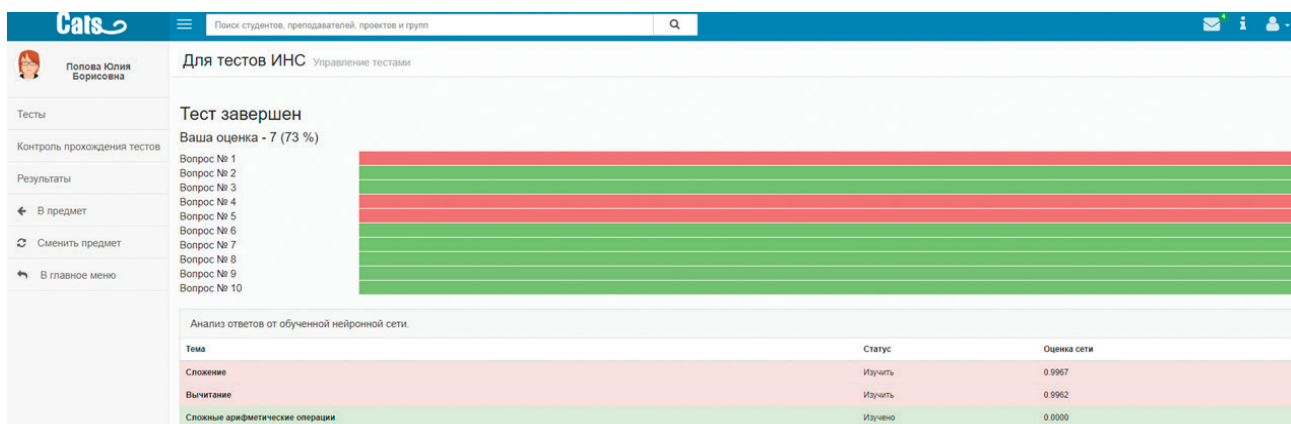 Cats
Поиск студентов, преподавателей, проектов и групп
4
Попова Юлия
Борисовна
Для тестов ИНС Управление тестами
Тесты
Контроль прохождения тестов
Результаты
В предмет
Сменить предмет
В главное меню
Тест завершен
Ваша оценка - 7 (73 %)
Вопрос № 1
Вопрос № 2
Вопрос № 3
Вопрос № 4
Вопрос № 5
Вопрос № 6
Вопрос № 7
Вопрос № 8
Вопрос № 9
Вопрос № 10
Анализ ответов от обученной нейронной сети.
Тема Статус Оценка сети
Сложение Изучить 0.9967
Вычитание Изучить 0.9962
Сложные арифметические операции Изучено 0.0000